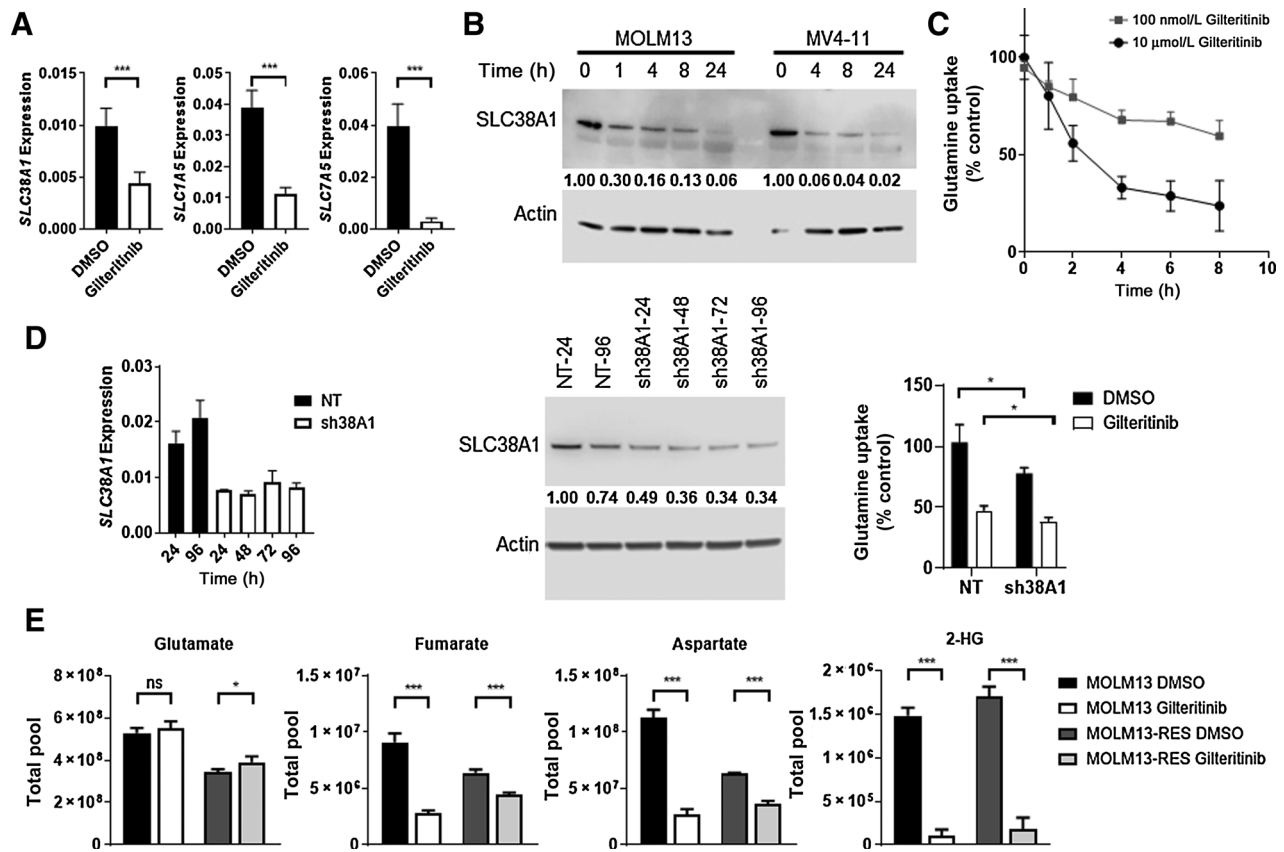 A
0.015
0.010
0.005
0.000
SLC38A1 Expression
***
DMSO
Gilteritinib
0.05
0.04
0.03
0.02
0.01
0.00
SLC1A5 Expression
***
DMSO
Gilteritinib
0.06
0.04
0.02
0.00
SLC7A5 Expression
***
DMSO
Gilteritinib
B
MOLM13 MV4-11
Time (h) 0 1 4 8 24 0 4 8 24
SLC38A1
1.00 0.30 0.16 0.13 0.06 1.00 0.06 0.04 0.02
Actin
C
100 nmol/L Gilteritinib
10 μmol/L Gilteritinib
Glutamine uptake
(% control)
100
50
0
0 2 4 6 8 10
Time (h)
D
0.03
0.02
0.01
0.00
SLC38A1 Expression
NT
sh38A1
24 96 24 48 72 96
Time (h)
NT-24
NT-96
sh38A1-24
sh38A1-48
sh38A1-72
sh38A1-96
SLC38A1
1.00 0.74 0.49 0.36 0.34 0.34
Actin
Glutamine uptake
(% control)
150
100
50
0
*
*
DMSO
Gilteritinib
NT sh38A1
E
Glutamate
Total pool
8 × 10⁸
6 × 10⁸
4 × 10⁸
2 × 10⁸
0
ns *
Fumarate
Total pool
1.5 × 10⁷
1 × 10⁷
5 × 10⁶
0
*** ***
Aspartate
Total pool
1.5 × 10⁸
1 × 10⁸
5 × 10⁷
0
*** ***
2-HG
Total pool
2 × 10⁶
1.5 × 10⁶
1 × 10⁶
5 × 10⁵
0
*** ***
MOLM13 DMSO
MOLM13 Gilteritinib
MOLM13-RES DMSO
MOLM13-RES Gilteritinib